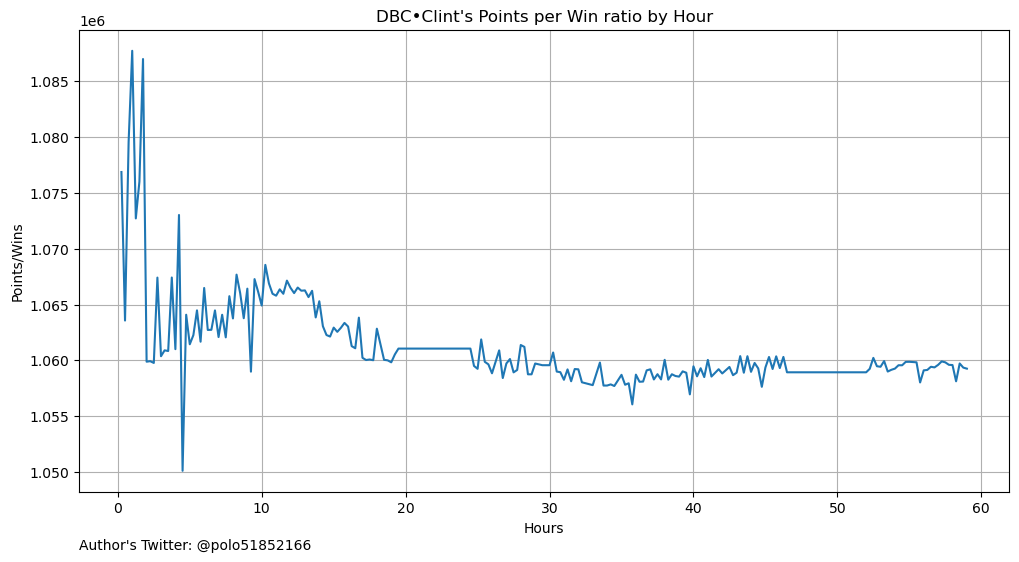 DBC•Clint's Points per Win ratio by Hour
1e6
1.085
1.080
1.075
1.070
1.065
1.060
1.055
1.050
Points/Wins
0 10 20 30 40 50 60
Hours
Author's Twitter: @polo51852166